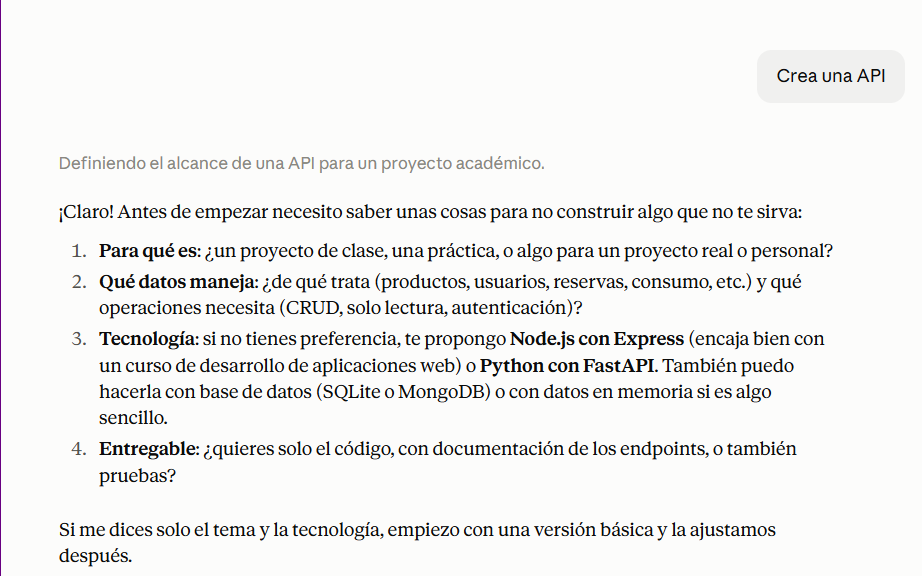 Crea una API
Definiendo el alcance de una API para un proyecto académico.
¡Claro! Antes de empezar necesito saber unas cosas para no construir algo que no te sirva:
1. Para qué es: ¿un proyecto de clase, una práctica, o algo para un proyecto real o personal?
2. Qué datos maneja: ¿de qué trata (productos, usuarios, reservas, consumo, etc.) y qué
operaciones necesita (CRUD, solo lectura, autenticación)?
3. Tecnología: si no tienes preferencia, te propongo Node.js con Express (encaja bien con
un curso de desarrollo de aplicaciones web) o Python con FastAPI. También puedo
hacerla con base de datos (SQLite o MongoDB) o con datos en memoria si es algo
sencillo.
4. Entregable: ¿quieres solo el código, con documentación de los endpoints, o también
pruebas?
Si me dices solo el tema y la tecnología, empiezo con una versión básica y la ajustamos
después.